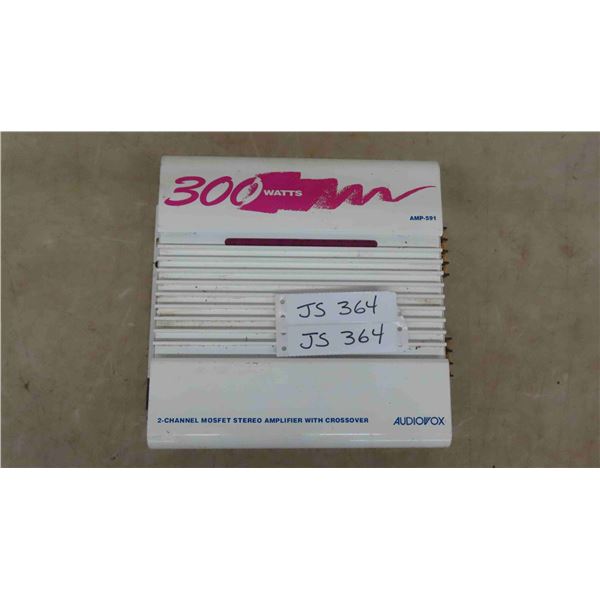 300 WATTS
AMP-591
JS 364
JS 364
2-CHANNEL MOSFET STEREO AMPLIFIER WITH CROSSOVER AUDIOVOX